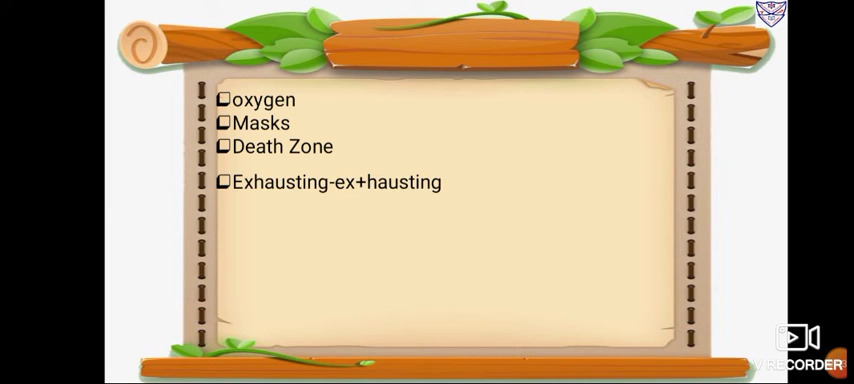 ❑oxygen
❑Masks
❑Death Zone
❑Exhausting-ex+hausting
V RECORDER